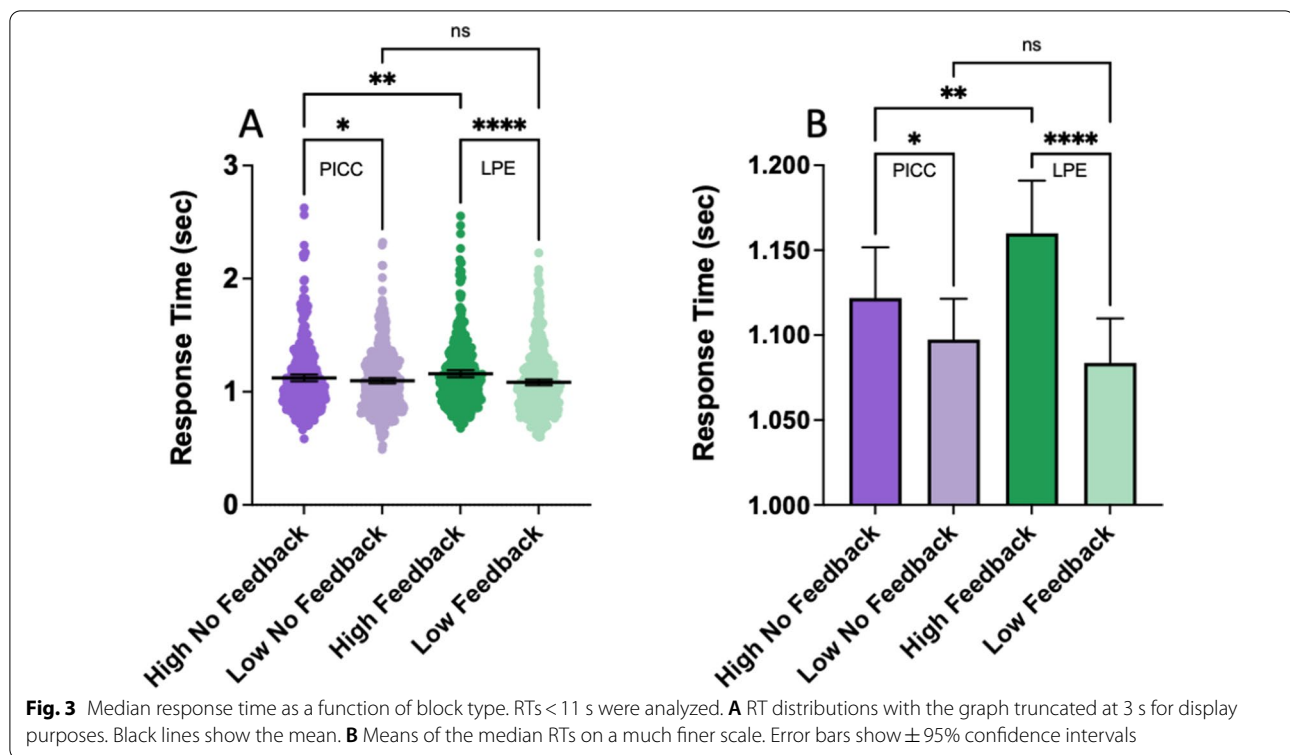 ns
**
A
*
****
PICC
LPE
3
2
1
0
Response Time (sec)
High No Feedback
Low No Feedback
High Feedback
Low Feedback
ns
**
B
*
****
PICC
LPE
1.200
1.150
1.100
1.050
1.000
Response Time (sec)
High No Feedback
Low No Feedback
High Feedback
Low Feedback
Fig. 3 Median response time as a function of block type. RTs < 11 s were analyzed. A RT distributions with the graph truncated at 3 s for display
purposes. Black lines show the mean. B Means of the median RTs on a much finer scale. Error bars show ± 95% confidence intervals